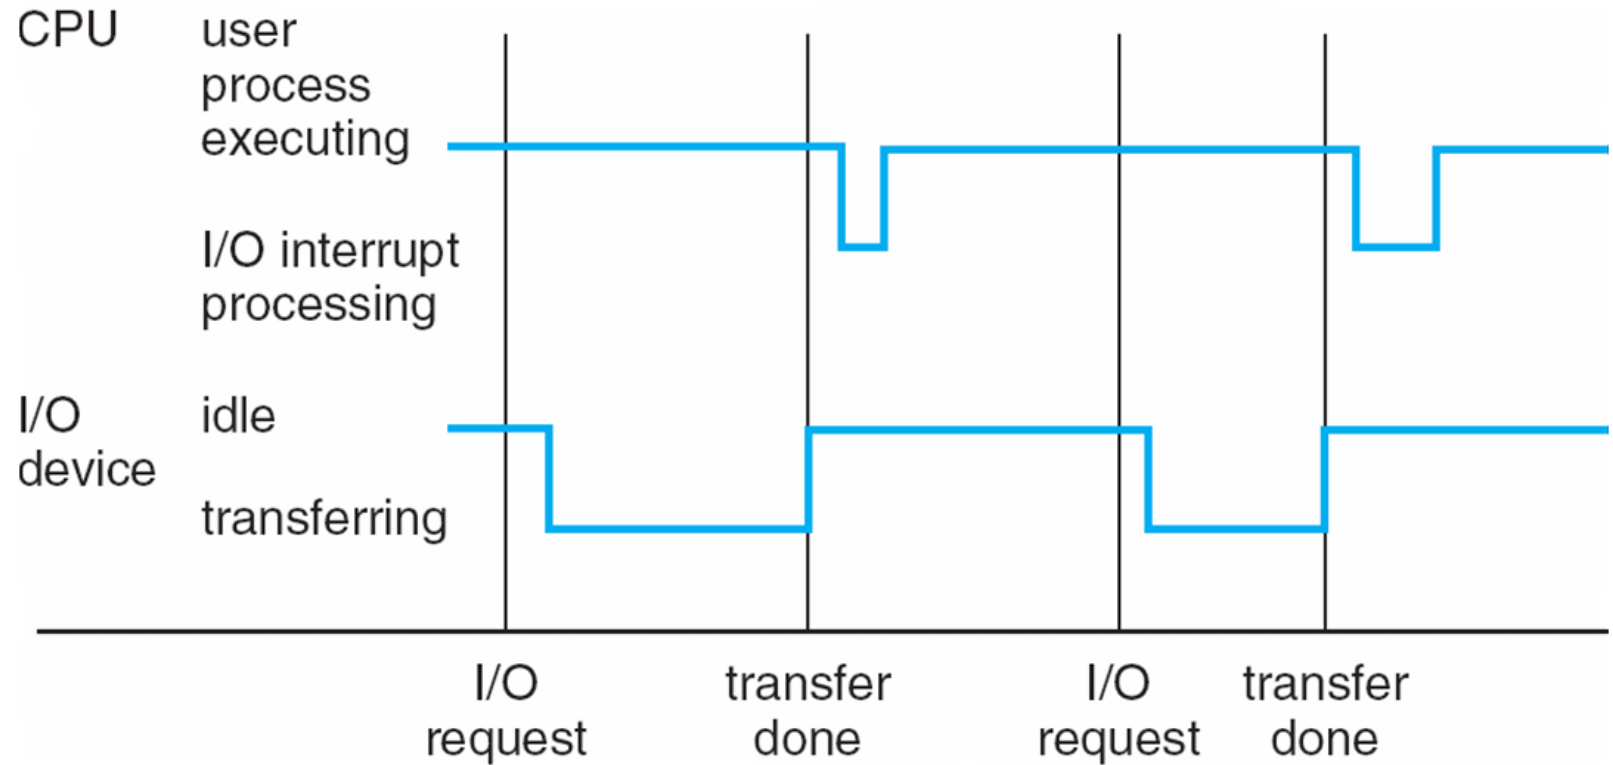 CPU
user
process
executing
I/O interrupt
processing
I/O
device
idle
transferring
I/O
request
transfer
done
I/O
request
transfer
done